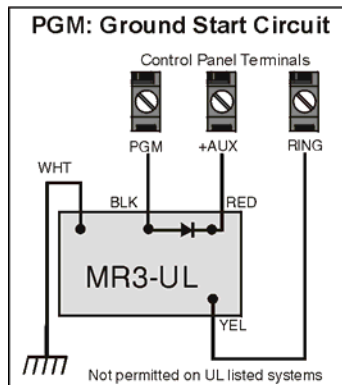 PGM: Ground Start Circuit
Control Panel Terminals
PGM +AUX RING
WHT
BLK RED
MR3-UL
YEL
Not permitted on UL listed systems